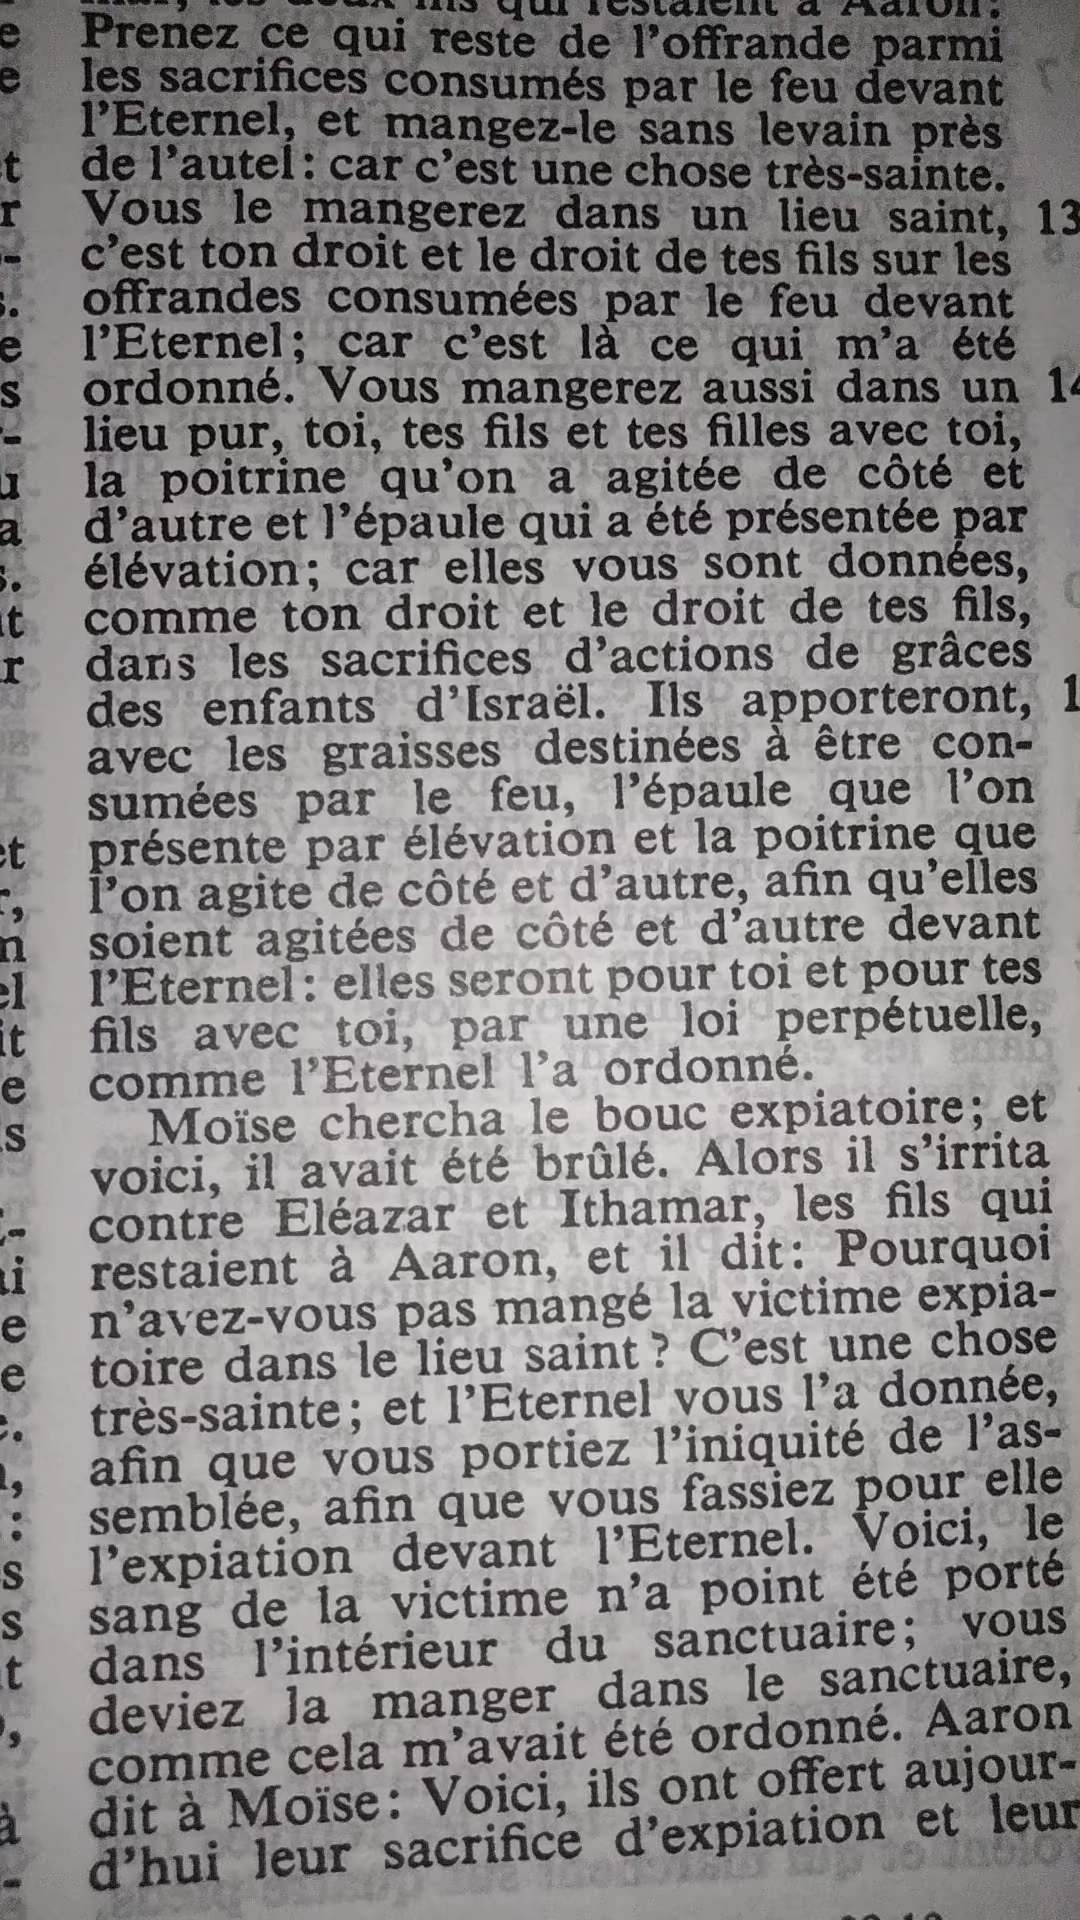 qui restaient à Aaron:
Prenez ce qui reste de l'offrande parmi
les sacrifices consumés par le feu devant
l'Eternel, et mangez-le sans levain près
de l'autel: car c'est une chose très-sainte.
Vous le mangerez dans un lieu saint, 13
c'est ton droit et le droit de tes fils sur les
offrandes consumées par le feu devant
l'Eternel; car c'est là ce qui m'a été
ordonné. Vous mangerez aussi dans un 14
lieu pur, toi, tes fils et tes filles avec toi,
la poitrine qu'on a agitée de côté et
d'autre et l'épaule qui a été présentée par
élévation; car elles vous sont données,
comme ton droit et le droit de tes fils,
dans les sacrifices d'actions de grâces
des enfants d'Israël. Ils apporteront,
avec les graisses destinées à être con-
sumées par le feu, l'épaule que l'on
présente par élévation et la poitrine que
l'on agite de côté et d'autre, afin qu'elles
soient agitées de côté et d'autre devant
l'Eternel: elles seront pour toi et pour tes
fils avec toi, par une loi perpétuelle,
comme l'Eternel l'a ordonné.
Moïse chercha le bouc expiatoire; et
voici, il avait été brûlé. Alors il s'irrita
contre Eléazar et Ithamar, les fils qui
restaient à Aaron, et il dit: Pourquoi
n'avez-vous pas mangé la victime expia-
toire dans le lieu saint? C'est une chose
très-sainte; et l'Eternel vous l'a donnée,
afin que vous portiez l'iniquité de l'as-
semblée, afin que vous fassiez pour elle
l'expiation devant l'Eternel. Voici, le
sang de la victime n'a point été porté
dans l'intérieur du sanctuaire; vous
deviez la manger dans le sanctuaire,
comme cela m'avait été ordonné. Aaron
dit à Moïse: Voici, ils ont offert aujour-
d'hui leur sacrifice d'expiation et leur